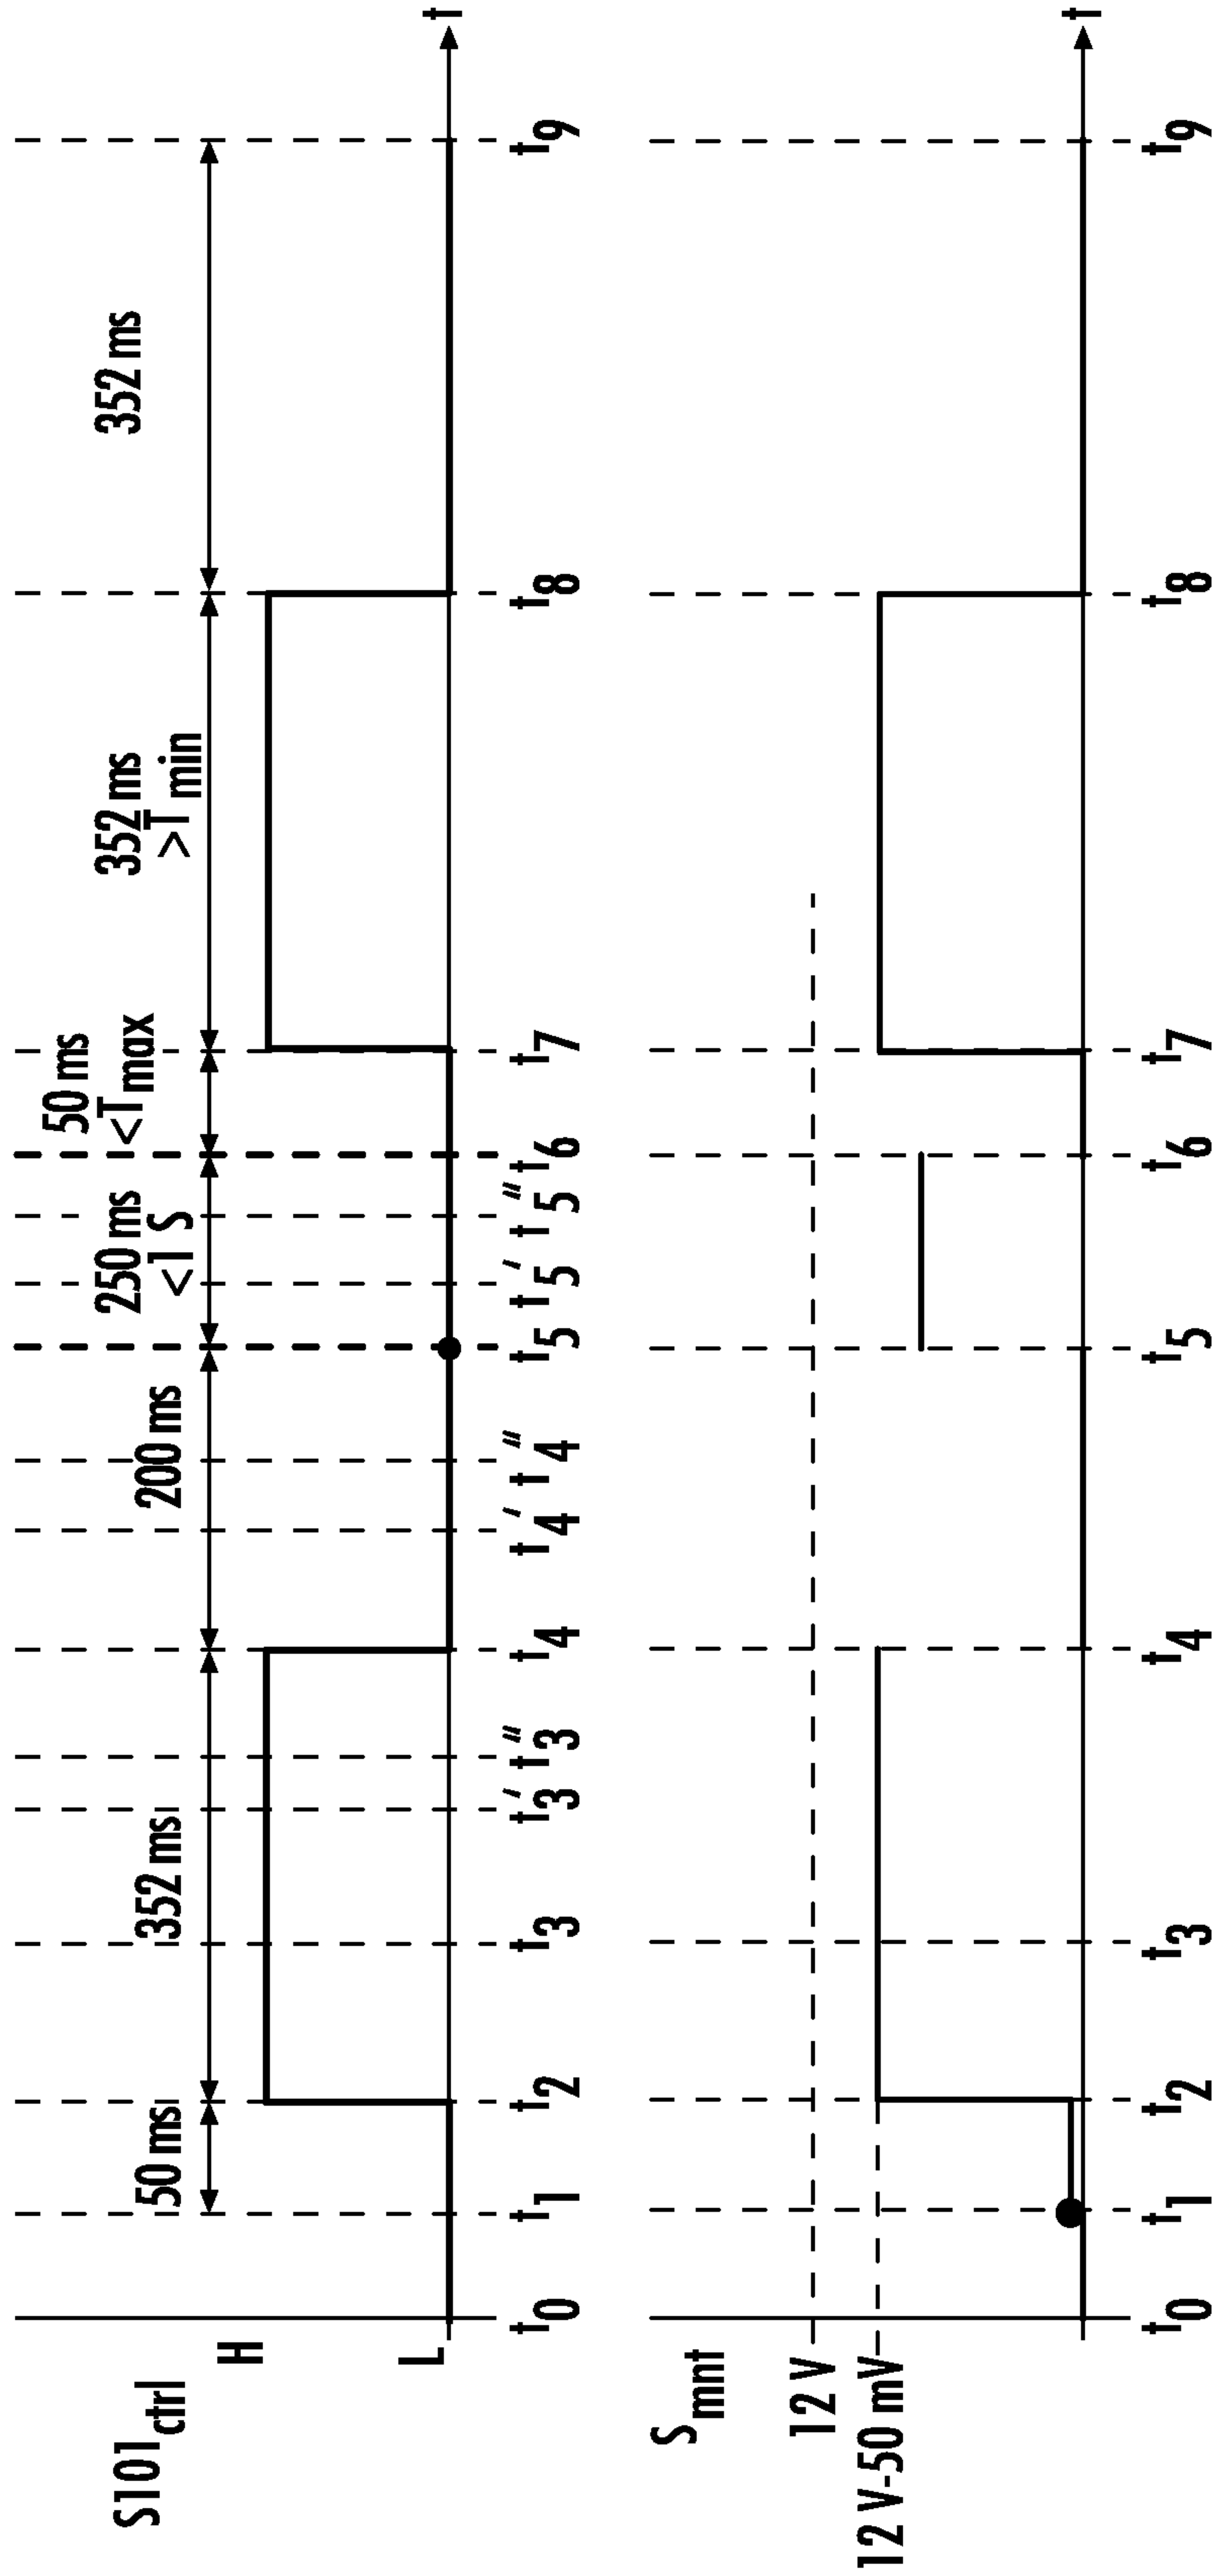 S101ctrl
H
L
50 ms
352 ms
200 ms
250 ms
<1 S
50 ms
<Tmax
352 ms
>Tmin
352 ms
t
t0 t1 t2 t3 t3' t3" t4 t4' t4" t5 t5' t5" t6 t7 t8 t9
Smnt
12 V
12 V-50 mV
t
t0 t1 t2 t3 t4 t5 t6 t7 t8 t9